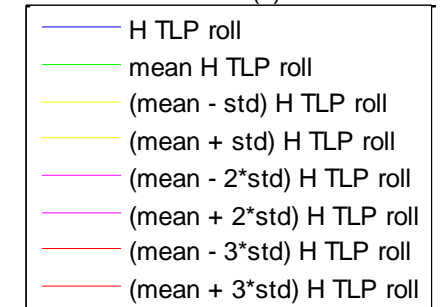 H TLP roll
mean H TLP roll
(mean - std) H TLP roll
(mean + std) H TLP roll
(mean - 2*std) H TLP roll
(mean + 2*std) H TLP roll
(mean - 3*std) H TLP roll
(mean + 3*std) H TLP roll